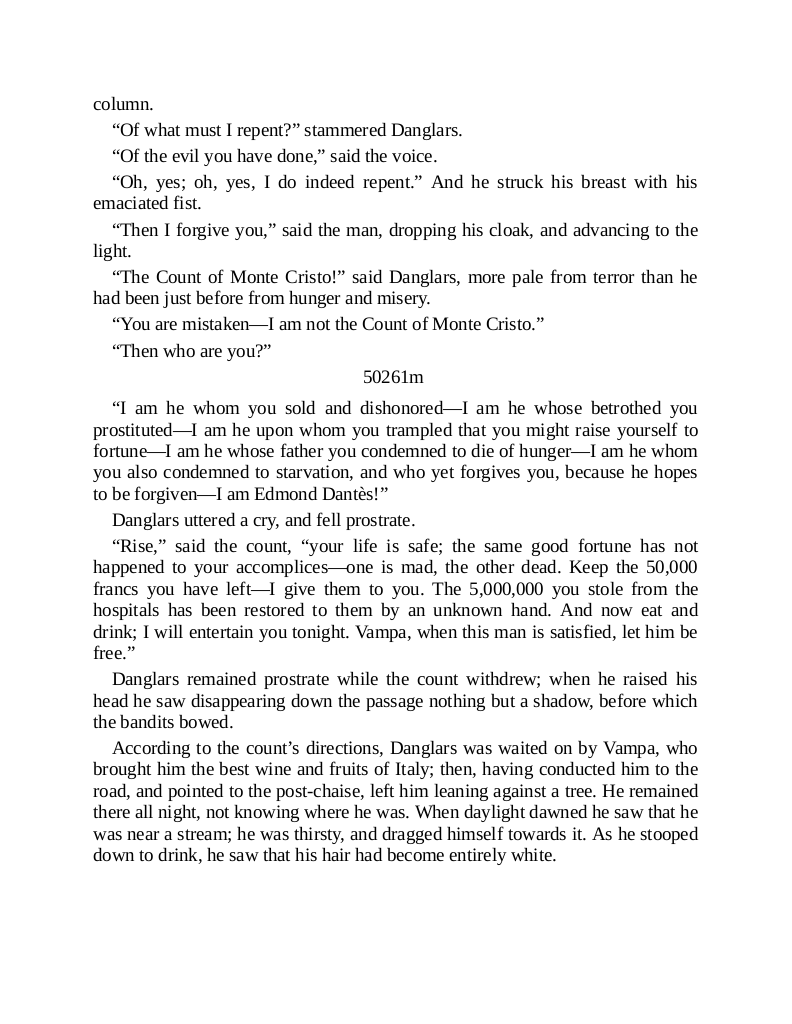 column.
“Of what must I repent?” stammered Danglars.
“Of the evil you have done,” said the voice.
“Oh, yes; oh, yes, I do indeed repent.” And he struck his breast with his
emaciated fist.
“Then I forgive you,” said the man, dropping his cloak, and advancing to the
light.
“The Count of Monte Cristo!” said Danglars, more pale from terror than he
had been just before from hunger and misery.
“You are mistaken—I am not the Count of Monte Cristo.”
“Then who are you?”
50261m
“I am he whom you sold and dishonored—I am he whose betrothed you
prostituted—I am he upon whom you trampled that you might raise yourself to
fortune—I am he whose father you condemned to die of hunger—I am he whom
you also condemned to starvation, and who yet forgives you, because he hopes
to be forgiven—I am Edmond Dantès!”
Danglars uttered a cry, and fell prostrate.
“Rise,” said the count, “your life is safe; the same good fortune has not
happened to your accomplices—one is mad, the other dead. Keep the 50,000
francs you have left—I give them to you. The 5,000,000 you stole from the
hospitals has been restored to them by an unknown hand. And now eat and
drink; I will entertain you tonight. Vampa, when this man is satisfied, let him be
free.”
Danglars remained prostrate while the count withdrew; when he raised his
head he saw disappearing down the passage nothing but a shadow, before which
the bandits bowed.
According to the count’s directions, Danglars was waited on by Vampa, who
brought him the best wine and fruits of Italy; then, having conducted him to the
road, and pointed to the post-chaise, left him leaning against a tree. He remained
there all night, not knowing where he was. When daylight dawned he saw that he
was near a stream; he was thirsty, and dragged himself towards it. As he stooped
down to drink, he saw that his hair had become entirely white.